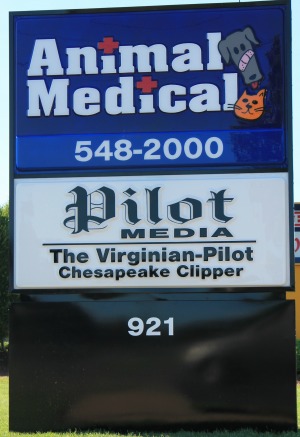 Animal
Medical
548-2000
Pilot
MEDIA
The Virginian-Pilot
Chesapeake Clipper
921